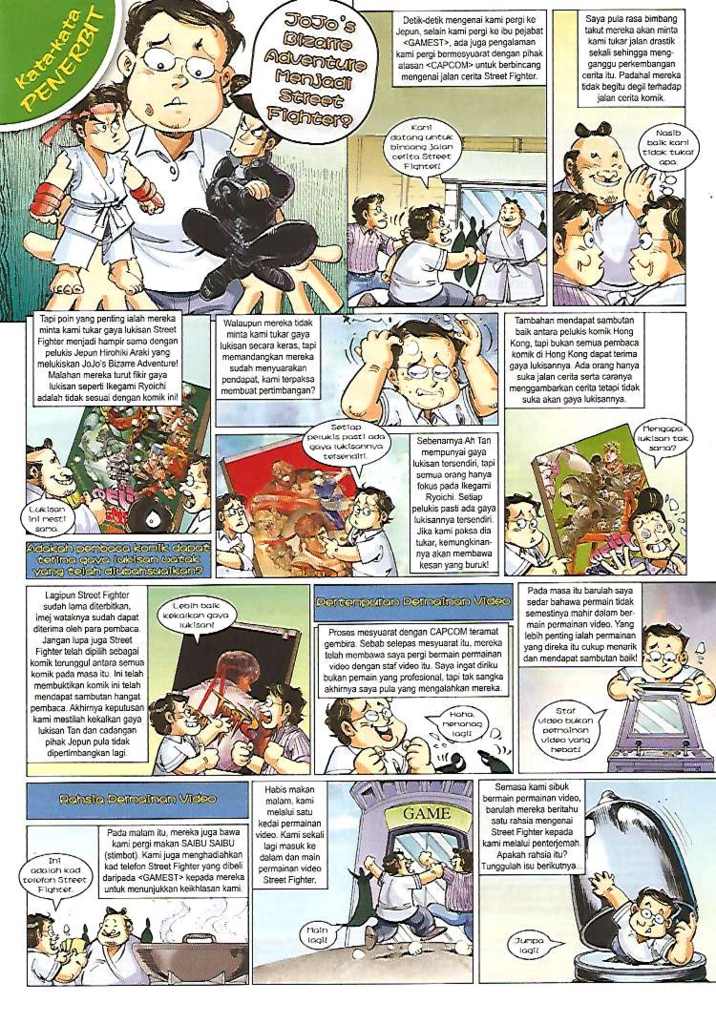 Kata-kata
PENERBIT
JoJo's
Bizarre
Adventure
Menjadi
Street
Fighter?
Detik-detik mengenai kami pergi ke
Jepun, selain kami pergi ke ibu pejabat
<GAMEST>, ada juga pengalaman
kami pergi bermesyuarat dengan pihak
alasan <CAPCOM> untuk berbincang
mengenai jalan cerita Street Fighter.
Kami
datang untuk
bincang jalan
cerita Street
Fighter!
Saya pula rasa bimbang
takut mereka akan minta
kami tukar jalan drastik
sekali sehingga meng-
ganggu perkembangan
cerita itu. Padahal mereka
tidak begitu degil terhadap
jalan cerita komik.
Nasib
baik kami
tidak tukar
apa.
Tapi poin yang penting ialah mereka
minta kami tukar gaya lukisan Street
Fighter menjadi hampir sama dengan
pelukis Jepun Hirohiki Araki yang
melukiskan JoJo's Bizarre Adventure!
Malahan mereka turut fikir gaya
lukisan seperti Ikegami Ryoichi
adalah tidak sesuai dengan komik ini!
Lukisan
ini mesti
sama.
Walaupun mereka tidak
minta kami tukar gaya
lukisan secara keras, tapi
memandangkan mereka
sudah menyuarakan
pendapat, kami terpaksa
membuat pertimbangan?
Tambahan mendapat sambutan
baik antara pelukis komik Hong
Kong, tapi bukan semua pembaca
komik di Hong Kong dapat terima
gaya lukisannya. Ada orang hanya
suka jalan cerita serta caranya
menggambarkan cerita tetapi tidak
suka akan gaya lukisannya.
Adakah pembaca komik dapat
terima gaya lukisan watak
yang telah diubahsuaikan?
Setiap
pelukis pasti ada
gaya lukisannya
tersendiri.
Sebenarnya Ah Tan
mempunyai gaya
lukisan tersendiri, tapi
semua orang hanya
fokus pada Ikegami
Ryoichi. Setiap
pelukis pasti ada gaya
lukisannya tersendiri.
Jika kami poksa dia
tukar, kemungkinan-
nya akan membawa
kesan yang buruk!
Mengapa
lukisan tak
sama?
Lagipun Street Fighter
sudah lama diterbitkan,
imej wataknya sudah dapat
diterima oleh para pembaca.
Jangan lupa juga Street
Fighter telah dipilih sebagai
komik terunggul antara semua
komik pada masa itu. Ini telah
membuktikan komik ini telah
mendapat sambutan hangat
pembaca. Akhirnya keputusan
kami mestilah kekalkan gaya
lukisan Tan dan cadangan
pihak Jepun pula tidak
dipertimbangkan lagi.
Lebih baik
kekalkan gaya
lukisan!
Pertempuran Permainan Video
Proses mesyuarat dengan CAPCOM teramat
gembira. Sebab selepas mesyuarat itu, mereka
telah membawa saya pergi bermain permainan
video dengan staf video itu. Saya ingat diriku
bukan pemain yang profesional, tapi tak sangka
akhirnya saya pula yang mengalahkan mereka.
Haha,
menang
lagi!
Pada masa itu barulah saya
sedar bahawa permain tidak
semestinya mahir dalam ber-
main permainan video. Yang
lebih penting ialah permainan
yang direka itu cukup menarik
dan mendapat sambutan baik!
Staf
video bukan
permainan
video yang
hebat!
Rahsia Permainan Video
Pada malam itu, mereka juga bawa
kami pergi makan SAIBU SAIBU
(stimbot). Kami juga menghadiahkan
kad telefon Street Fighter yang dibeli
daripada <GAMEST> kepada mereka
untuk menunjukkan keikhlasan kami.
Ini
adalah kad
telefon Street
Fighter.
Habis makan
malam, kami
melalui satu
kedai permainan
video. Kami sekali
lagi masuk ke
dalam dan main
permainan video
Street Fighter.
GAME
Main
lagi!
Semasa kami sibuk
bermain permainan video,
barulah mereka beritahu
satu rahsia mengenai
Street Fighter kepada
kami melalui penterjemah.
Apakah rahsia itu?
Tunggulah isu berikutnya...
Jumpa
lagi!